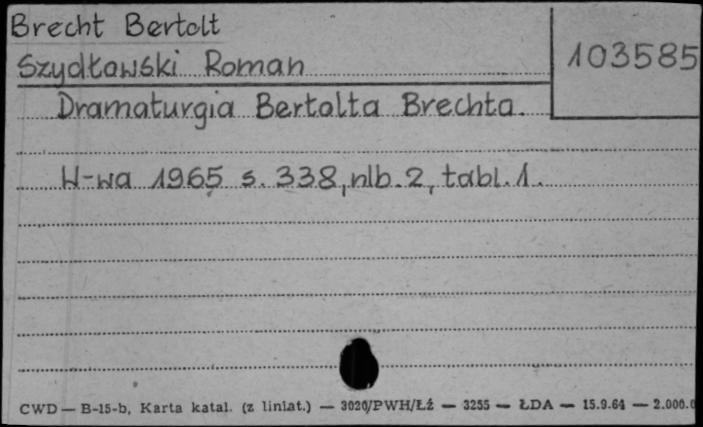 Brecht Bertolt
103585
Szydłowski Roman
Dramaturgia Bertolta Brechta.
W-wa 1965 s. 338, nlb. 2, tabl. 1.
CWD — B-15-b, Karta katal. (z liniat.) — 3020/PWH/Łź — 3255 — ŁDA — 15.9.64 — 2.000.0